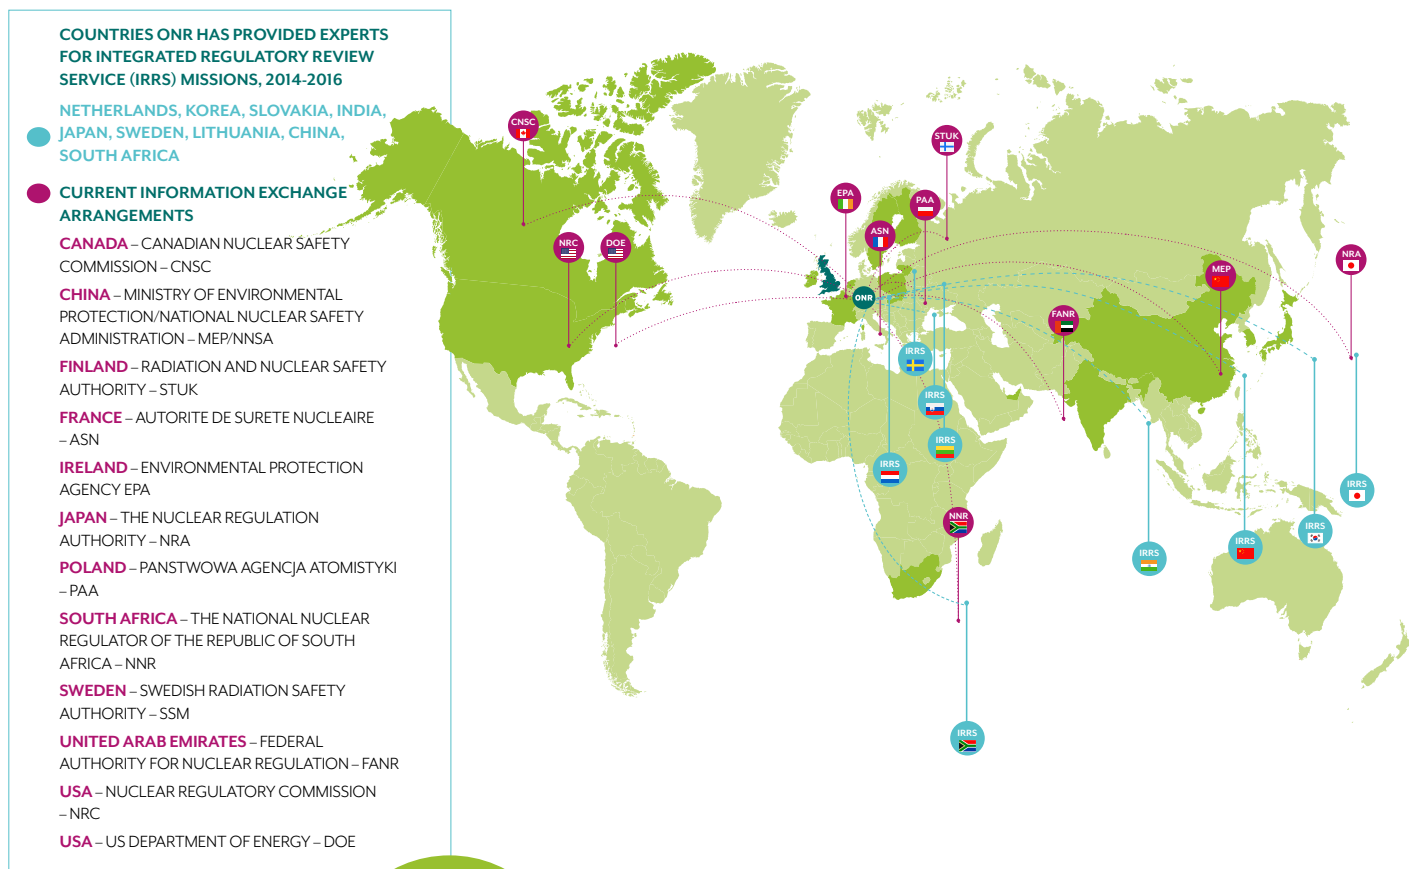 COUNTRIES ONR HAS PROVIDED EXPERTS
FOR INTEGRATED REGULATORY REVIEW
SERVICE (IRRS) MISSIONS, 2014-2016
NETHERLANDS, KOREA, SLOVAKIA, INDIA,
JAPAN, SWEDEN, LITHUANIA, CHINA,
SOUTH AFRICA
CURRENT INFORMATION EXCHANGE
ARRANGEMENTS
CANADA – CANADIAN NUCLEAR SAFETY
COMMISSION – CNSC
CHINA – MINISTRY OF ENVIRONMENTAL
PROTECTION/NATIONAL NUCLEAR SAFETY
ADMINISTRATION – MEP/NNSA
FINLAND – RADIATION AND NUCLEAR SAFETY
AUTHORITY – STUK
FRANCE – AUTORITE DE SURETE NUCLEAIRE
– ASN
IRELAND – ENVIRONMENTAL PROTECTION
AGENCY EPA
JAPAN – THE NUCLEAR REGULATION
AUTHORITY – NRA
POLAND – PANSTWOWA AGENCJA ATOMISTYKI
– PAA
SOUTH AFRICA – THE NATIONAL NUCLEAR
REGULATOR OF THE REPUBLIC OF SOUTH
AFRICA – NNR
SWEDEN – SWEDISH RADIATION SAFETY
AUTHORITY – SSM
UNITED ARAB EMIRATES – FEDERAL
AUTHORITY FOR NUCLEAR REGULATION – FANR
USA – NUCLEAR REGULATORY COMMISSION
– NRC
USA – US DEPARTMENT OF ENERGY – DOE
CNSC
STUK
EPA
PAA
ASN
NRC
DOE
NRA
MEP
ONR
FANR
IRRS
IRRS
IRRS
IRRS
IRRS
NNR
IRRS
IRRS
IRRS
IRRS